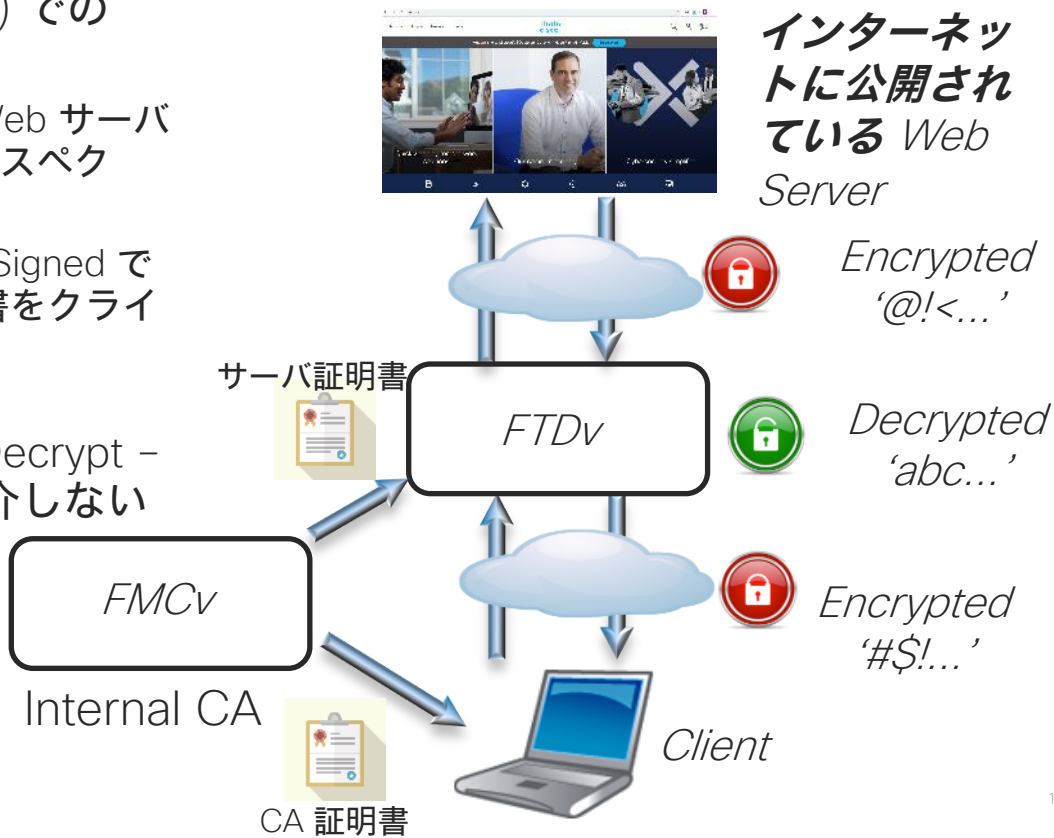 ）での
Web サーバ
スペク
Signed で
書をクライ
Decrypt –
介しない
インターネッ
トに公開され
ている Web
Server
Encrypted
‘@!<...’
サーバ証明書
FTDv
Decrypted
‘abc...’
FMCv
Encrypted
‘#$!...’
Internal CA
Client
CA 証明書
1